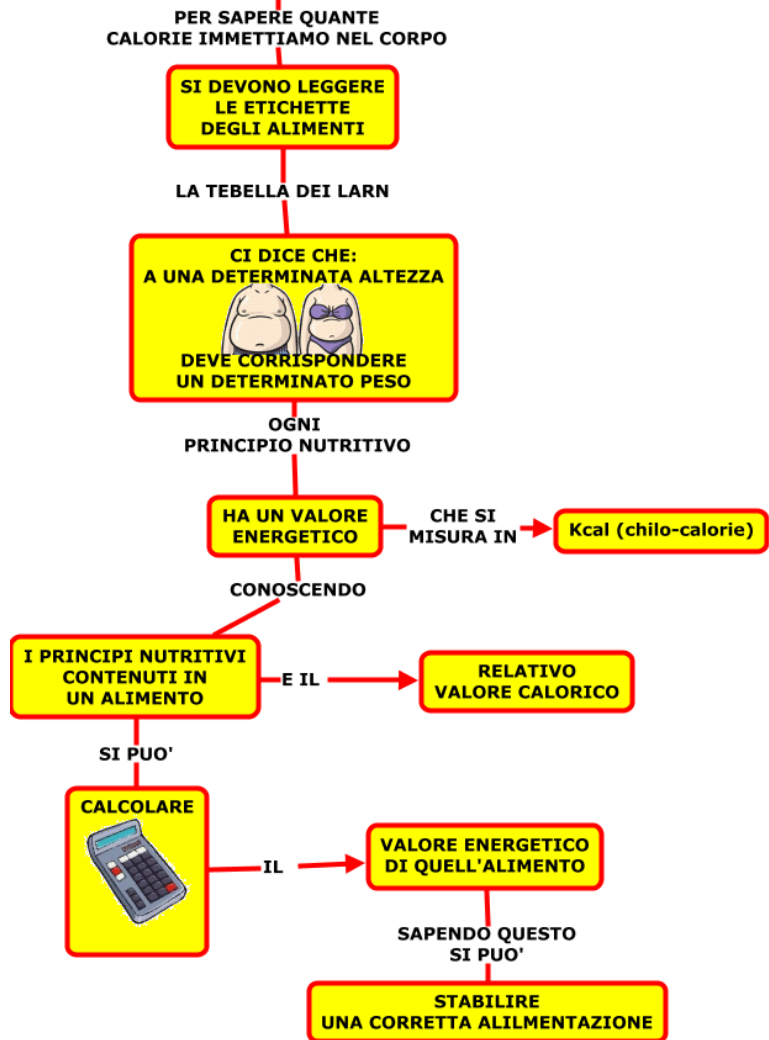 PER SAPERE QUANTE
CALORIE IMMETTIAMO NEL CORPO
SI DEVONO LEGGERE
LE ETICHETTE
DEGLI ALIMENTI
LA TEBELLA DEI LARN
CI DICE CHE:
A UNA DETERMINATA ALTEZZA
DEVE CORRISPONDERE
UN DETERMINATO PESO
OGNI
PRINCIPIO NUTRITIVO
HA UN VALORE
ENERGETICO
CHE SI
MISURA IN
Kcal (chilo-calorie)
CONOSCENDO
I PRINCIPI NUTRITIVI
CONTENUTI IN
UN ALIMENTO
E IL
RELATIVO
VALORE CALORICO
SI PUO'
CALCOLARE
IL
VALORE ENERGETICO
DI QUELL'ALIMENTO
SAPENDO QUESTO
SI PUO'
STABILIRE
UNA CORRETTA ALILMENTAZIONE